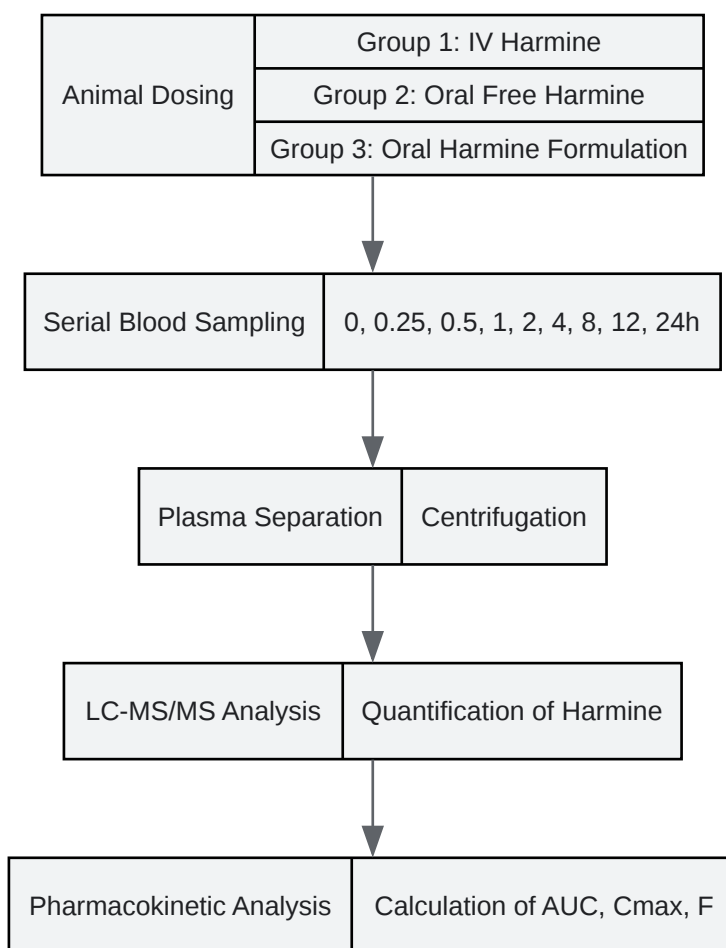 Animal Dosing
Group 1: IV Harmine
Group 2: Oral Free Harmine
Group 3: Oral Harmine Formulation
Serial Blood Sampling
0, 0.25, 0.5, 1, 2, 4, 8, 12, 24h
Plasma Separation
Centrifugation
LC-MS/MS Analysis
Quantification of Harmine
Pharmacokinetic Analysis
Calculation of AUC, Cmax, F